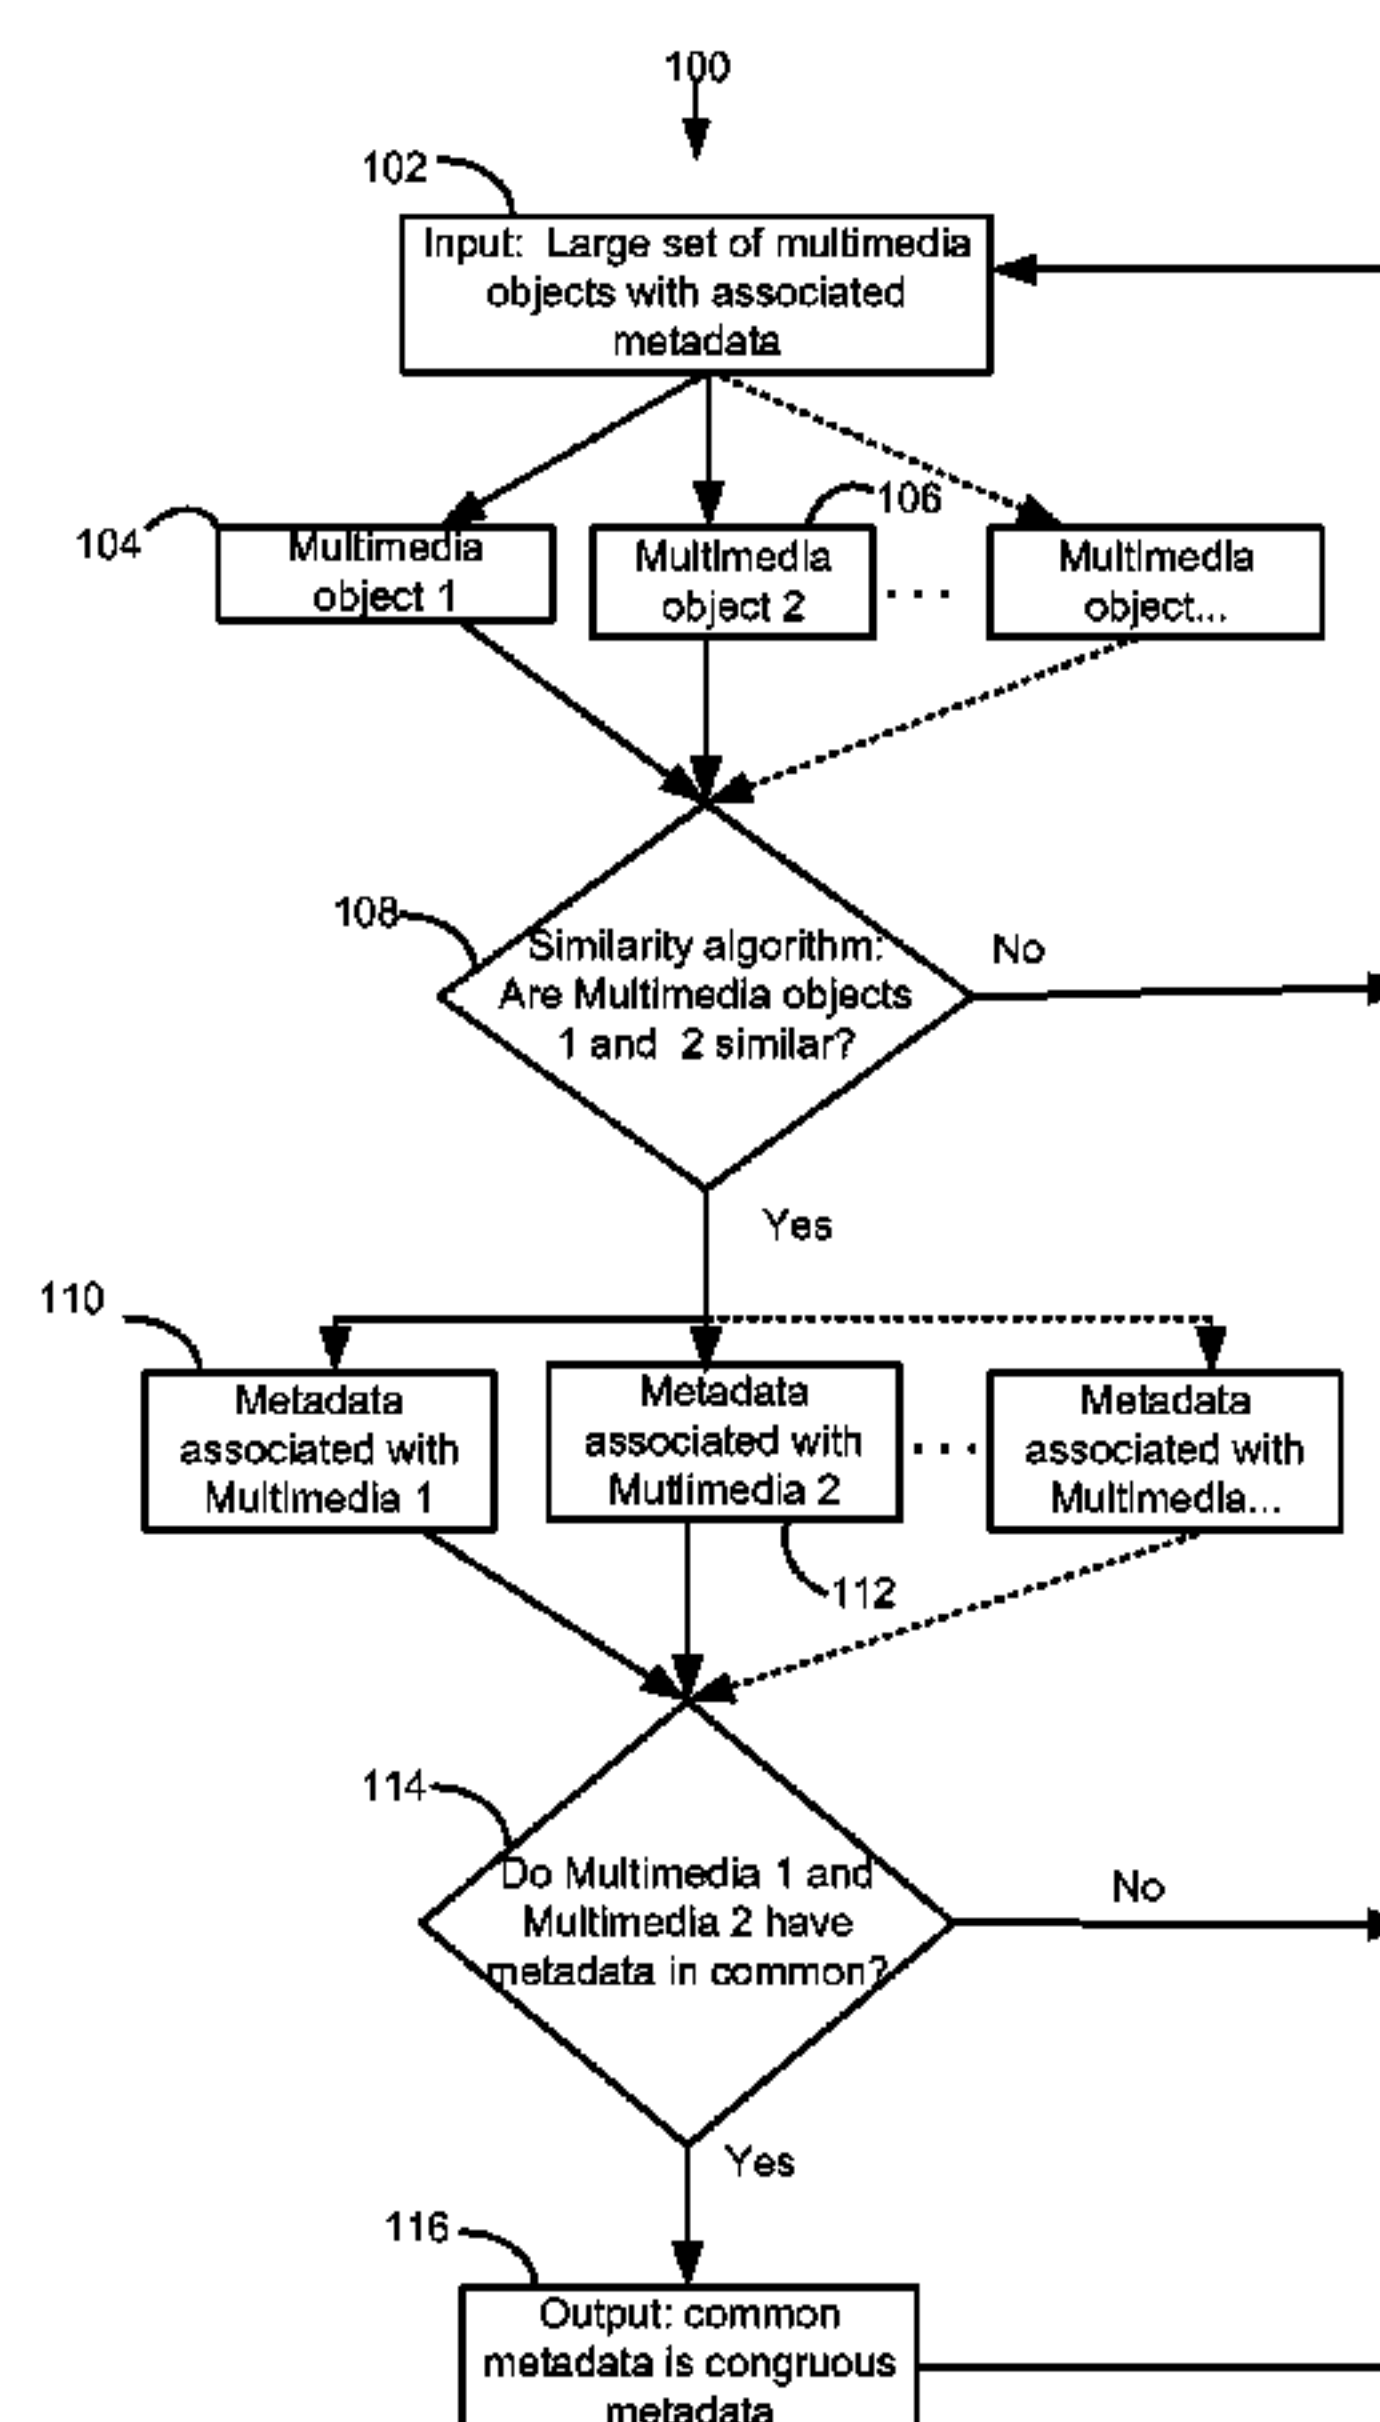 100
102
Input: Large set of multimedia
objects with associated
metadata
104
Multimedia
object 1
106
Multimedia
object 2
. . .
Multimedia
object...
108
Similarity algorithm:
Are Multimedia objects
1 and 2 similar?
No
Yes
110
Metadata
associated with
Multimedia 1
Metadata
associated with
Mutlimedia 2
. . .
Metadata
associated with
Multimedia...
112
114
Do Multimedia 1 and
Multimedia 2 have
metadata in common?
No
Yes
116
Output: common
metadata is congruous
metadata